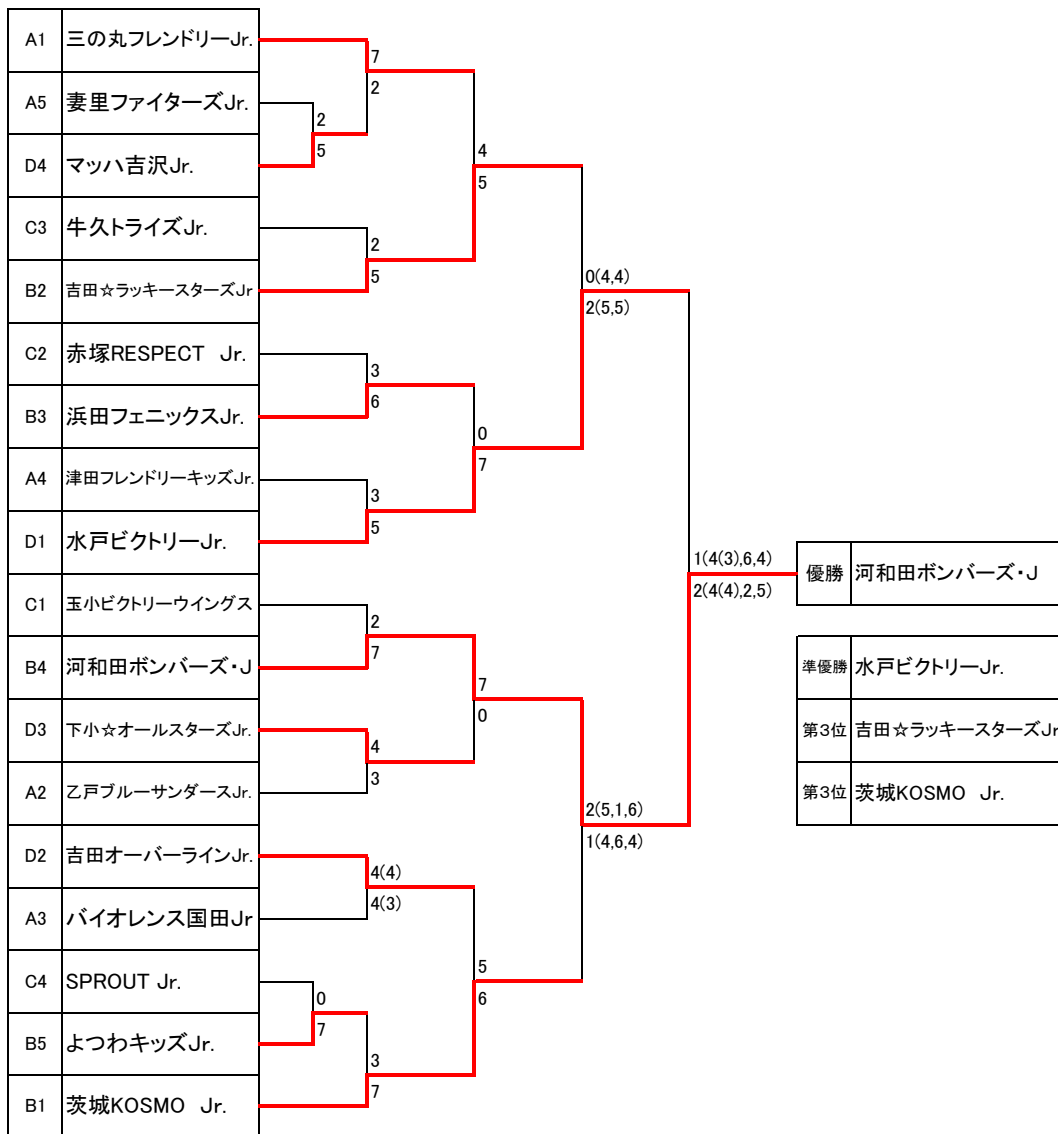 A1 三の丸フレンドリーJr.
7
2
A5 妻里ファイターズJr.
2
5
D4 マッハ吉沢Jr.
4
5
C3 牛久トライズJr.
2
5
B2 吉田☆ラッキースターズJr
0(4,4)
2(5,5)
C2 赤塚RESPECT Jr.
3
6
B3 浜田フェニックスJr.
0
7
A4 津田フレンドリーキッズJr.
3
5
D1 水戸ビクトリーJr.
1(4(3),6,4)
2(4(4),2,5)
優勝 河和田ボンバーズ・J
C1 玉小ビクトリーウイングス
2
7
B4 河和田ボンバーズ・J
準優勝 水戸ビクトリーJr.
7
0
D3 下小☆オールスターズJr.
第3位 吉田☆ラッキースターズJr
4
3
A2 乙戸ブルーサンダースJr.
第3位 茨城KOSMO Jr.
2(5,1,6)
1(4,6,4)
D2 吉田オーバーラインJr.
4(4)
4(3)
A3 バイオレンス国田Jr
5
6
C4 SPROUT Jr.
0
7
B5 よつわキッズJr.
3
7
B1 茨城KOSMO Jr.